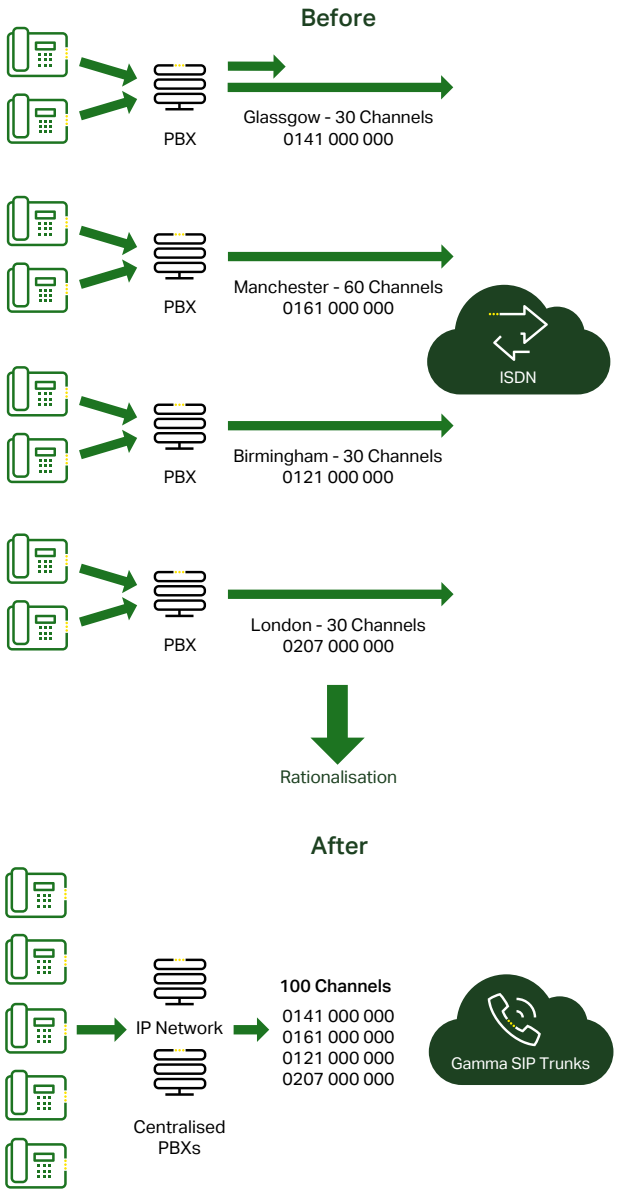 Before
PBX
Glassgow - 30 Channels
0141 000 000
PBX
Manchester - 60 Channels
0161 000 000
ISDN
PBX
Birmingham - 30 Channels
0121 000 000
PBX
London - 30 Channels
0207 000 000
Rationalisation
After
IP Network
Centralised
PBXs
100 Channels
0141 000 000
0161 000 000
0121 000 000
0207 000 000
Gamma SIP Trunks